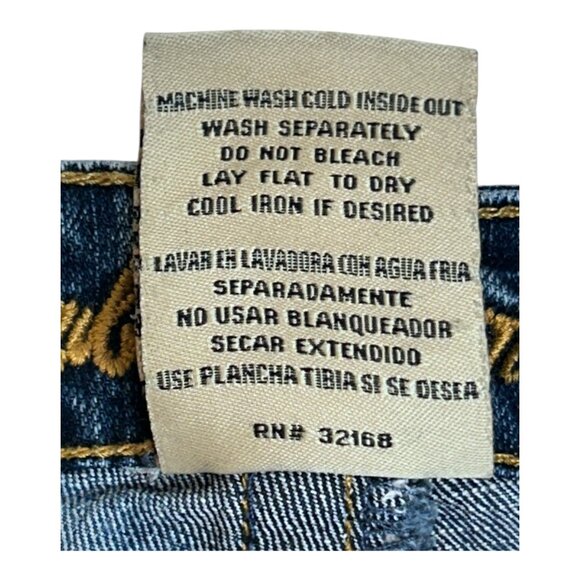 MACHINE WASH COLD INSIDE OUT
WASH SEPARATELY
DO NOT BLEACH
LAY FLAT TO DRY
COOL IRON IF DESIRED
LAVAR EN LAVADORA CON AGUA FRIA
SEPARADAMENTE
NO USAR BLANQUEADOR
SECAR EXTENDIDO
USE PLANCHA TIBIA SI SE DESEA
RN# 32168